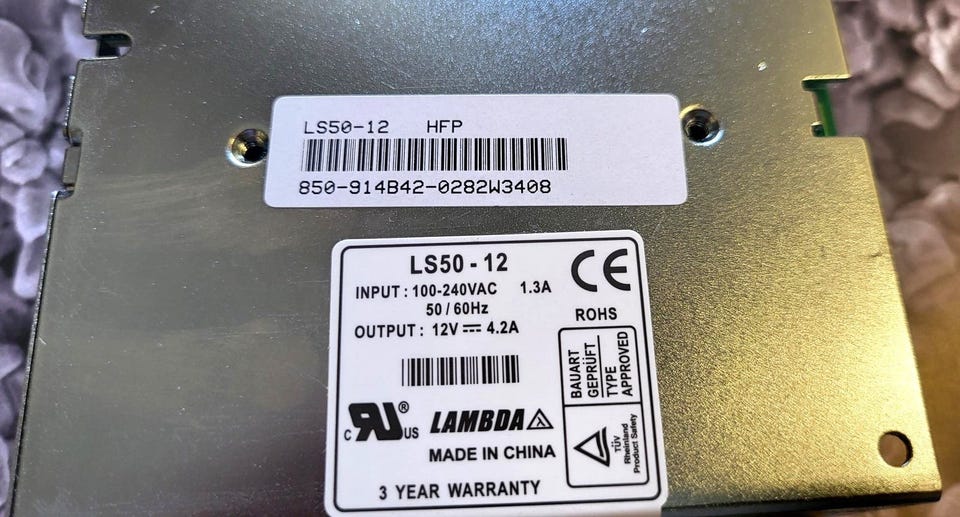 LS50-12 HFP
850-914B42-0282W3408
LS50 - 12
INPUT : 100-240VAC 1.3A
50 / 60Hz
OUTPUT : 12V ⎓ 4.2A
CE
ROHS
BAUART
GEPRÜFT
TYPE
APPROVED
TÜV
Rheinland
Product Safety
c RU ® US
LAMBDA λ
MADE IN CHINA
3 YEAR WARRANTY